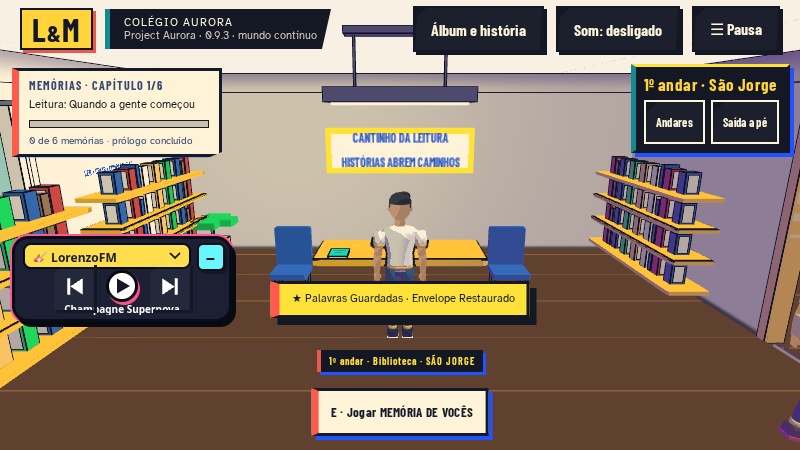 L&M
COLÉGIO AURORA
Project Aurora · 0.9.3 · mundo contínuo
Álbum e história
Som: desligado
☰ Pausa
MEMÓRIAS · CAPÍTULO 1/6
Leitura: Quando a gente começou
0 de 6 memórias · prólogo concluído
1º andar · São Jorge
Andares
Saída a pé
CANTINHO DA LEITURA
HISTÓRIAS ABREM CAMINHOS
LorenzoFM
–
Champagne Supernova
★ Palavras Guardadas · Envelope Restaurado
1º andar · Biblioteca · SÃO JORGE
E · Jogar MEMÓRIA DE VOCÊS